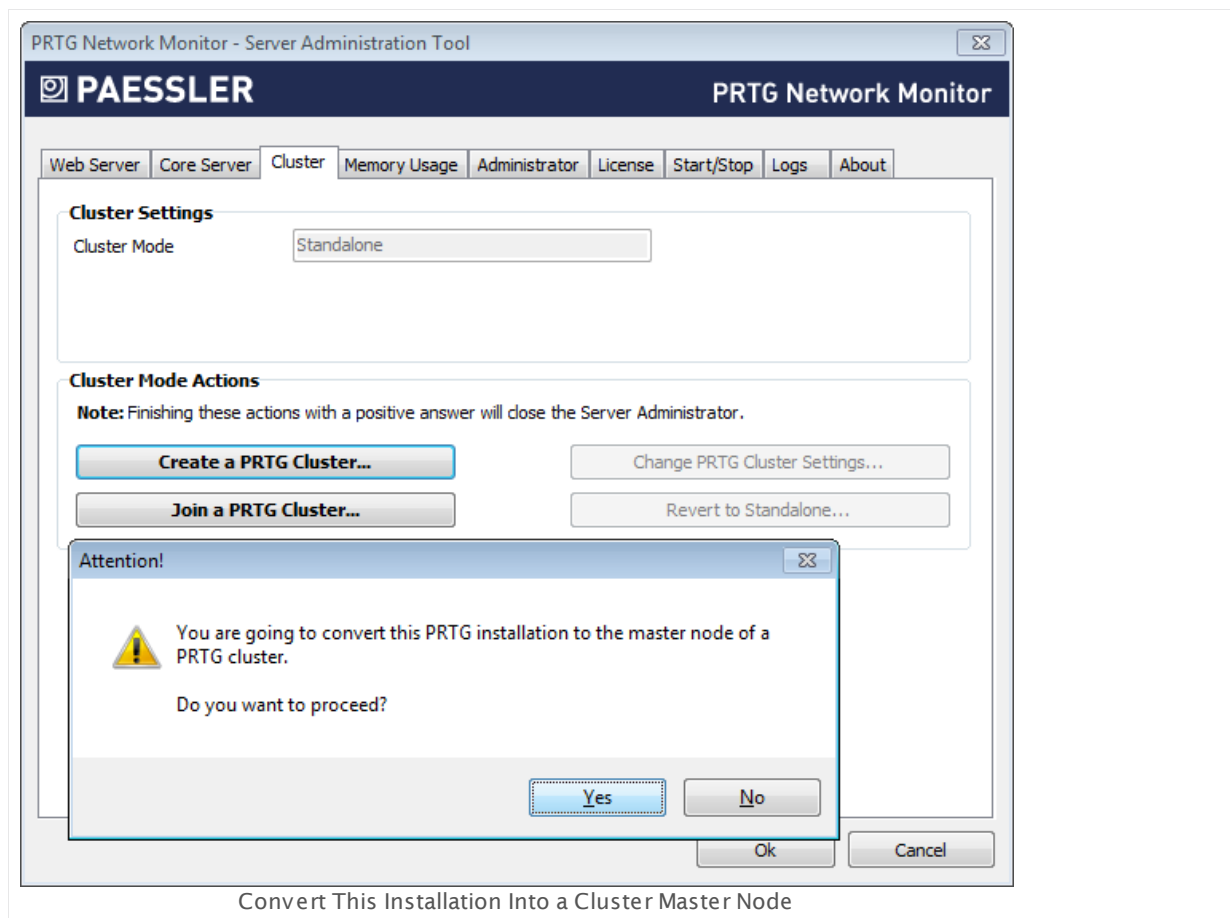 PRTG Network Monitor - Server Administration Tool
PAESSLER
PRTG Network Monitor
Web Server Core Server Cluster Memory Usage Administrator License Start/Stop Logs About
Cluster Settings
Cluster Mode Standalone
Cluster Mode Actions
Note: Finishing these actions with a positive answer will close the Server Administrator.
Create a PRTG Cluster... Change PRTG Cluster Settings...
Join a PRTG Cluster... Revert to Standalone...
Attention!
You are going to convert this PRTG installation to the master node of a
PRTG cluster.
Do you want to proceed?
Yes No
Ok Cancel
Convert This Installation Into a Cluster Master Node